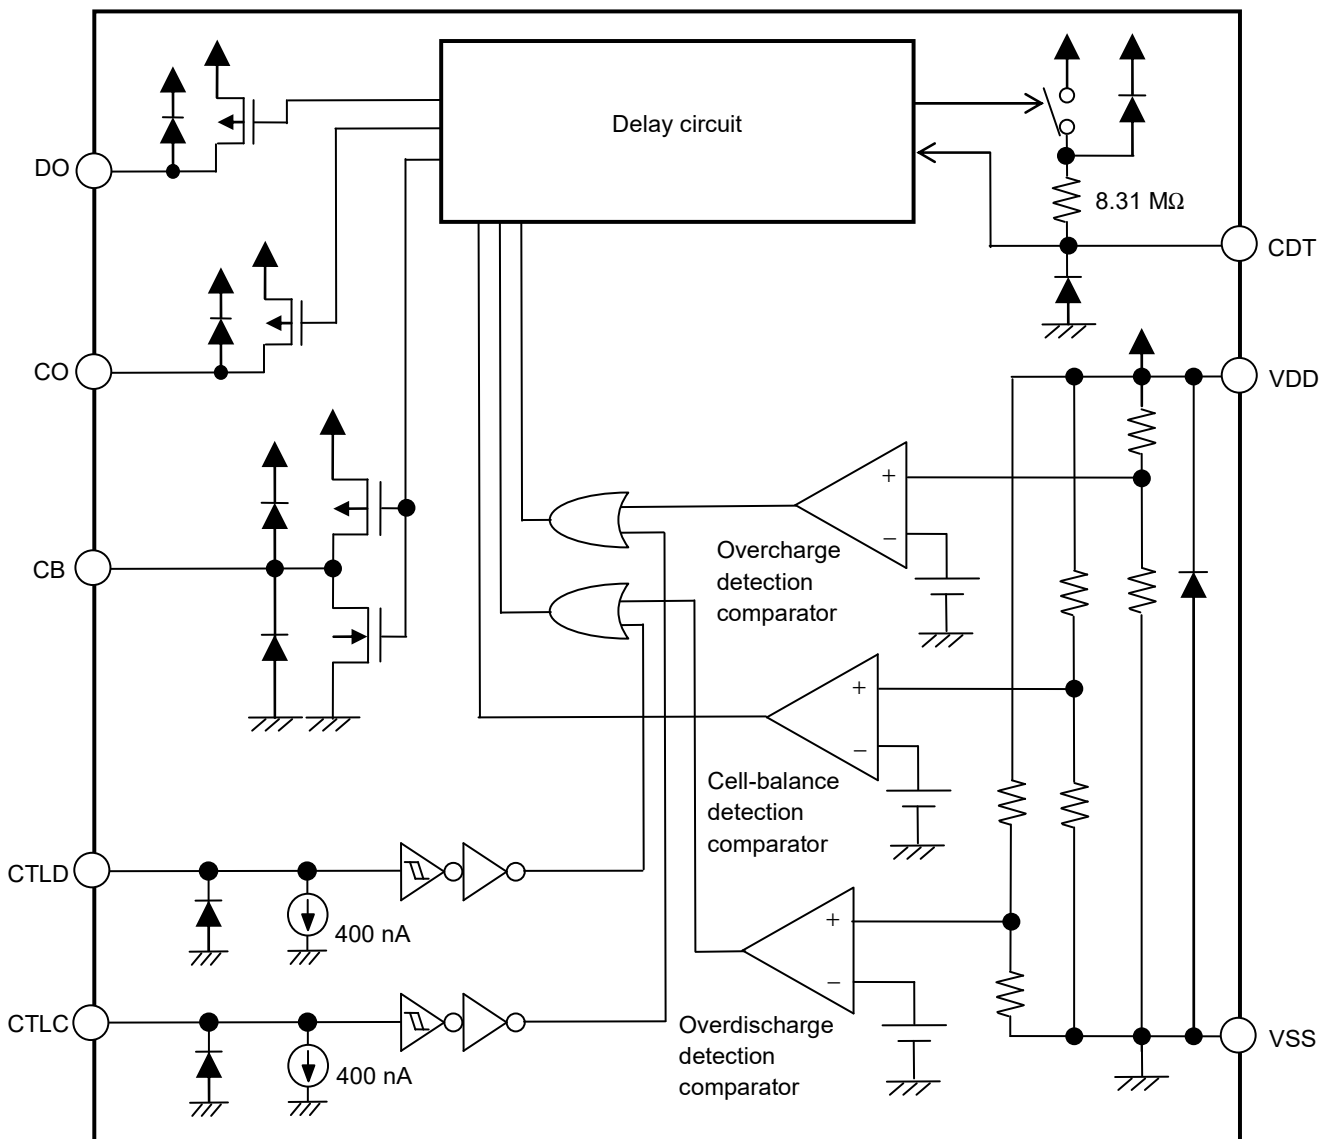 Delay circuit
DO
8.31 MΩ
CDT
CO
VDD
+
−
Overcharge
detection
comparator
CB
+
−
Cell-balance
detection
comparator
CTLD
400 nA
+
−
Overdischarge
detection
comparator
CTLC
400 nA
VSS